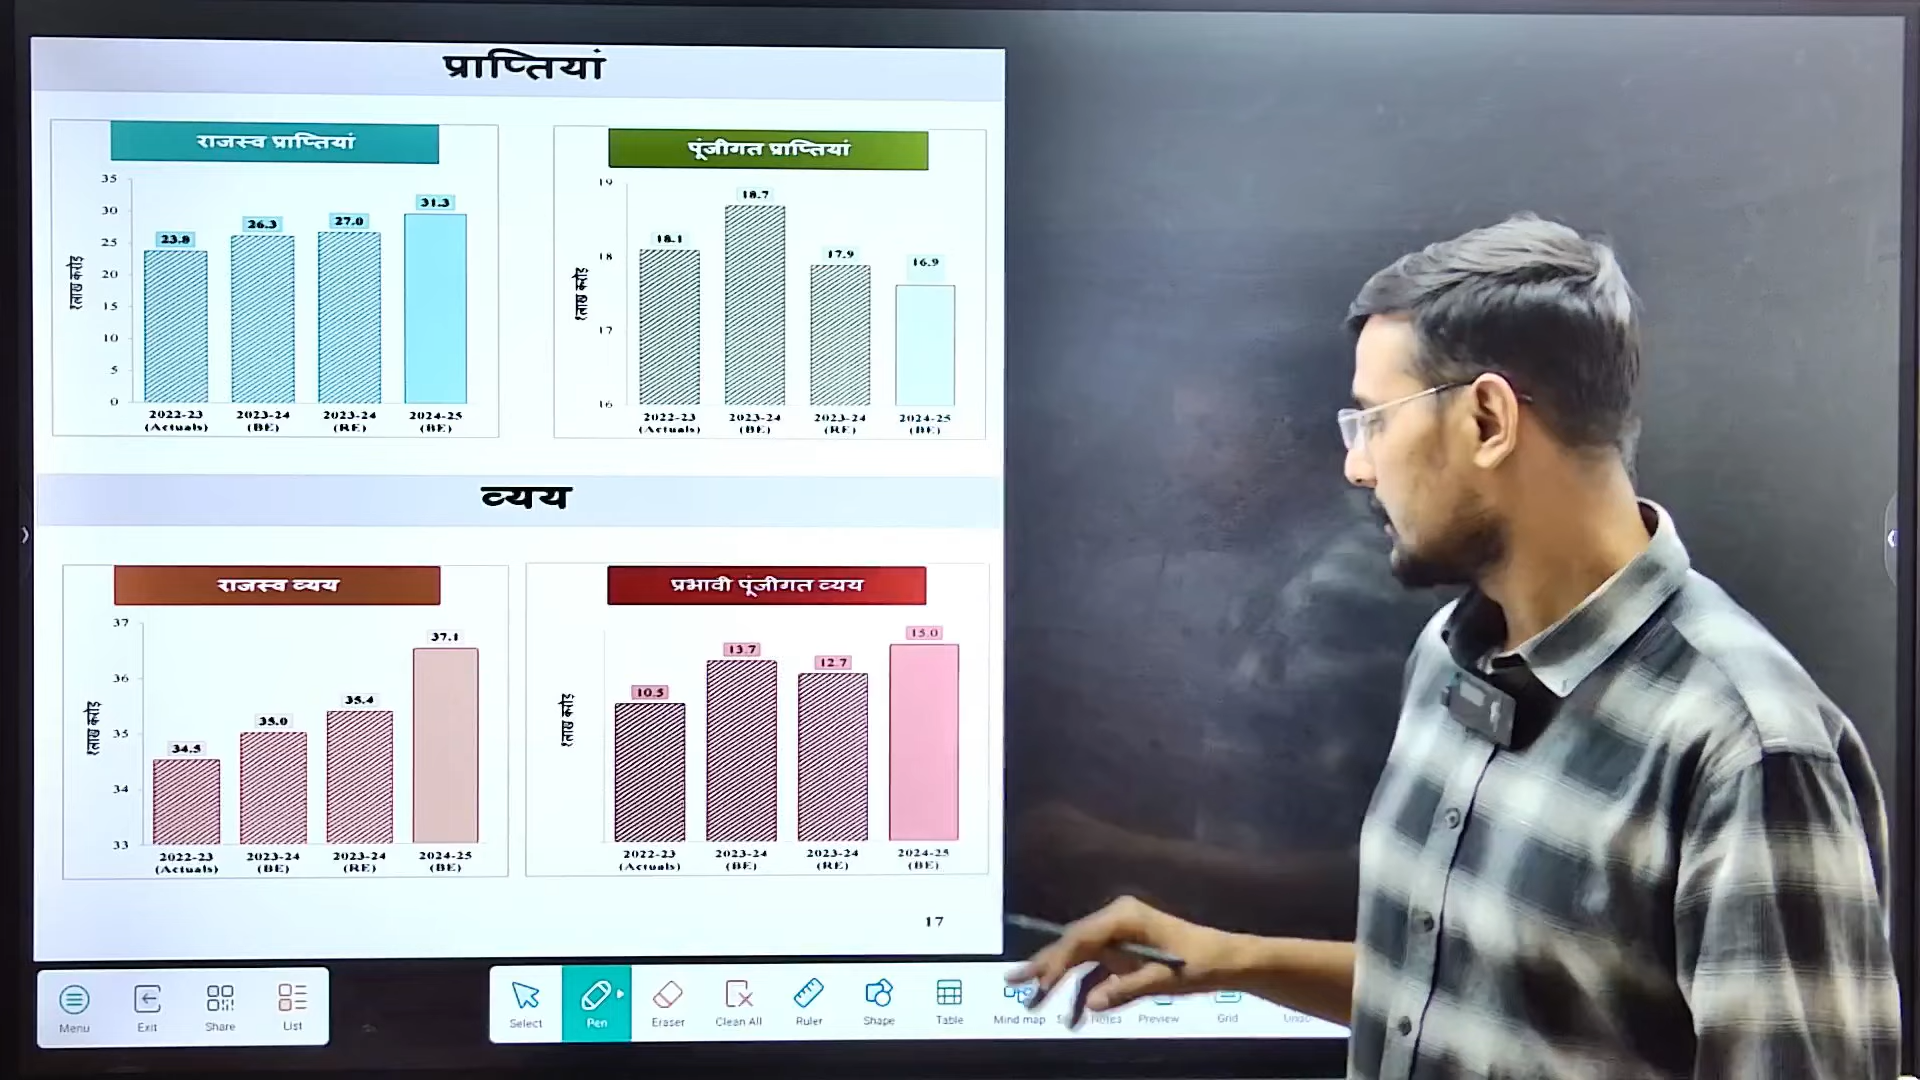 प्राप्तियां
राजस्व प्राप्तियां
35
30
25
20
15
10
5
0
₹लाख करोड़
23.8
26.3
27.0
31.3
2022-23 2023-24 2023-24 2024-25
(Actuals) (BE) (RE) (BE)
पूंजीगत प्राप्तियां
19
18
17
16
₹लाख करोड़
18.1
18.7
17.9
16.9
2022-23 2023-24 2023-24 2024-25
(Actuals) (BE) (RE) (BE)
व्यय
राजस्व व्यय
37
36
35
34
33
₹लाख करोड़
34.5
35.0
35.4
37.1
2022-23 2023-24 2023-24 2024-25
(Actuals) (BE) (RE) (BE)
प्रभावी पूंजीगत व्यय
₹लाख करोड़
10.5
13.7
12.7
15.0
2022-23 2023-24 2023-24 2024-25
(Actuals) (BE) (RE) (BE)
17
Menu Exit Share List
Select Pen Eraser Clean All Ruler Shape Table Mind map Notes Preview Grid Undo